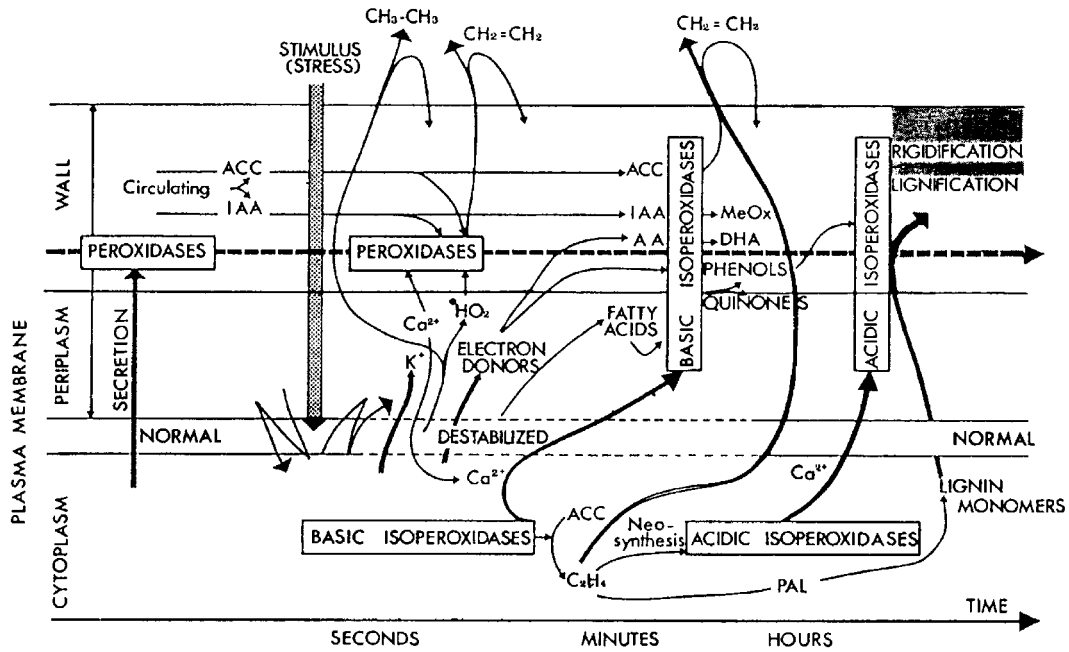 CH₃-CH₃
CH₂=CH₂
CH₂=CH₂
STIMULUS
(STRESS)
WALL
Circulating
ACC
IAA
ACC
IAA
AA
MeOx
DHA
PHENOLS
QUINONEIS
RIGIDIFICATION
LIGNIFICATION
PEROXIDASES
PEROXIDASES
BASIC ISOPEROXIDASES
ACIDIC ISOPEROXIDASES
PLASMA MEMBRANE
PERIPLASM
SECRETION
Ca²⁺
•HO₂
K⁺
ELECTRON
DONORS
FATTY
ACIDS
NORMAL
DESTABILIZED
NORMAL
Ca²⁺
Ca²⁺
LIGNIN
MONOMERS
CYTOPLASM
BASIC ISOPEROXIDASES
ACC
Neo-
synthesis
ACIDIC ISOPEROXIDASES
C₂H₄
PAL
TIME
SECONDS
MINUTES
HOURS